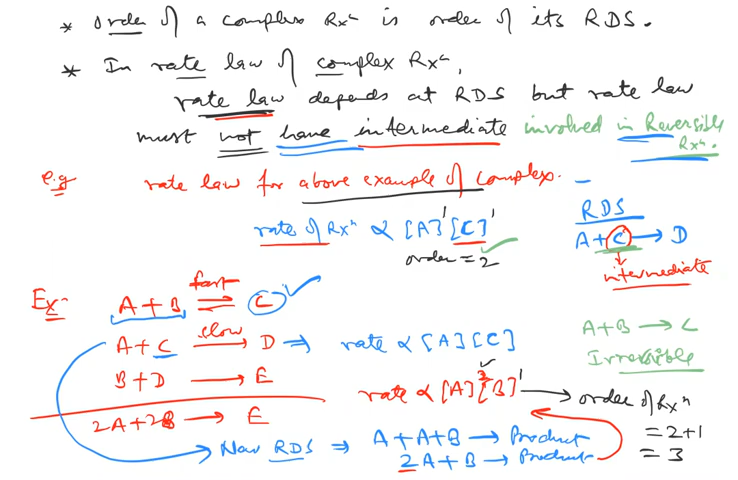 * order of a complex Rxⁿ is order of its RDS.
* In rate law of complex Rxⁿ,
rate law depends at RDS but rate law
must not have intermediate involved in Reversible
Rxⁿ.
e.g rate law for above example of complex.
rate of Rxⁿ ∝ [A]¹ [C]¹
order = 2
RDS
A + C → D
intermediate
Ex-
A + B ⇌ C
fast
A + C → D ⇒ rate ∝ [A] [C]
slow
B + D → E
2A + 2B → E
rate ∝ [A]² [B]¹ → order of Rxⁿ
= 2+1
= 3
A + B → C
Irreversible
New RDS ⇒ A + A + B → Product
2A + B → Product